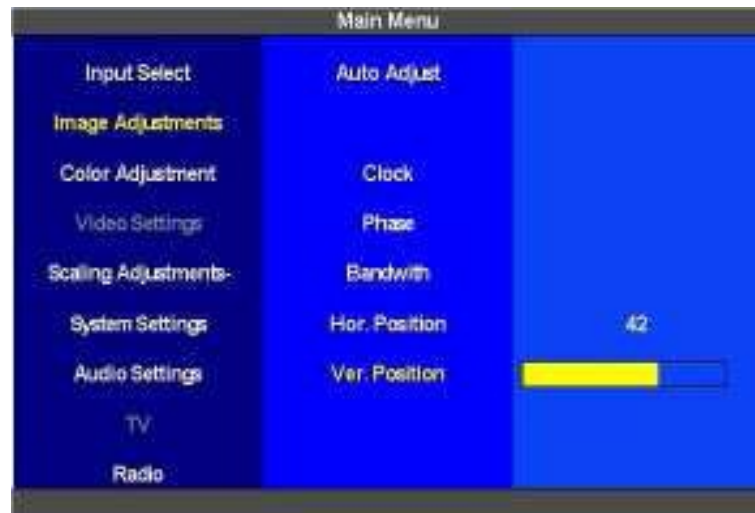 Main Menu
Input Select
Auto Adjust
Image Adjustments
Color Adjustment
Clock
Video Settings
Phase
Scaling Adjustments-
Bandwith
System Settings
Hor. Position
42
Audio Settings
Ver. Position
TV
Radio